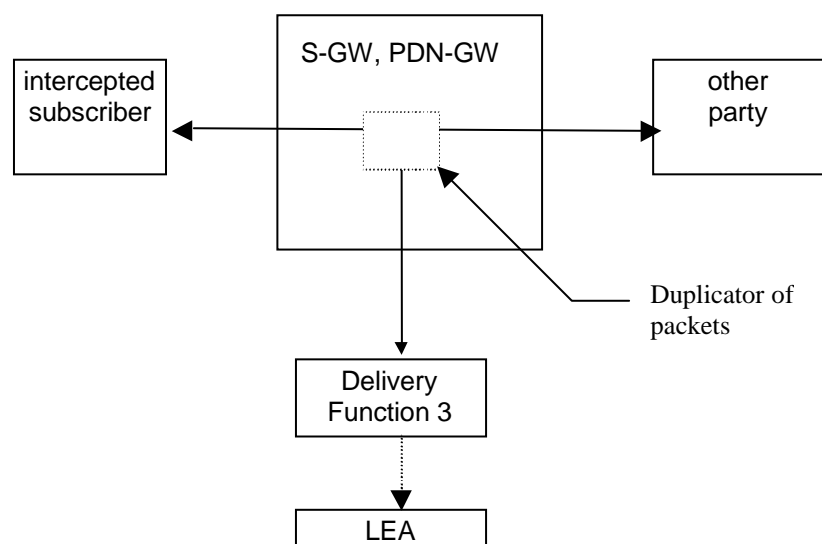 S-GW, PDN-GW
intercepted
subscriber
other
party
Duplicator of
packets
Delivery
Function 3
LEA